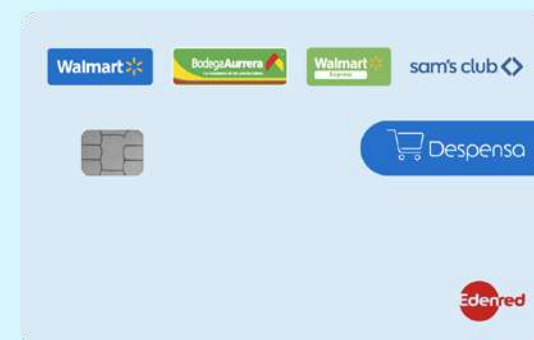 Walmart
BodegaAurrera
Walmart
Express
sam's club
Despensa
Edenred